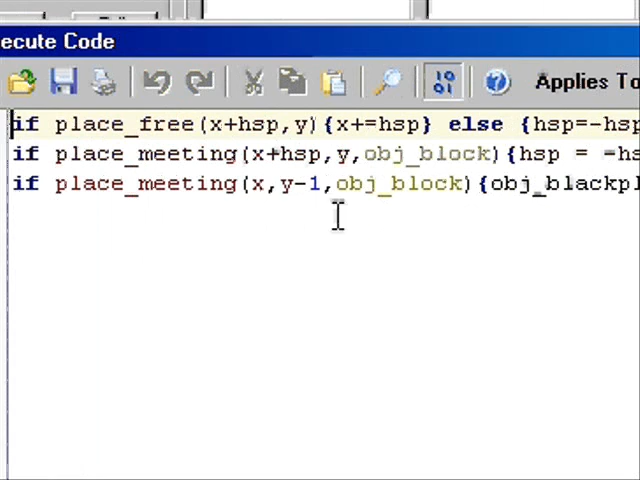 ecute Code
Applies To
if place_free(x+hsp,y){x+=hsp} else {hsp=-hsp
if place_meeting(x+hsp,y,obj_block){hsp = -hs
if place_meeting(x,y-1,obj_block){obj_blackpl